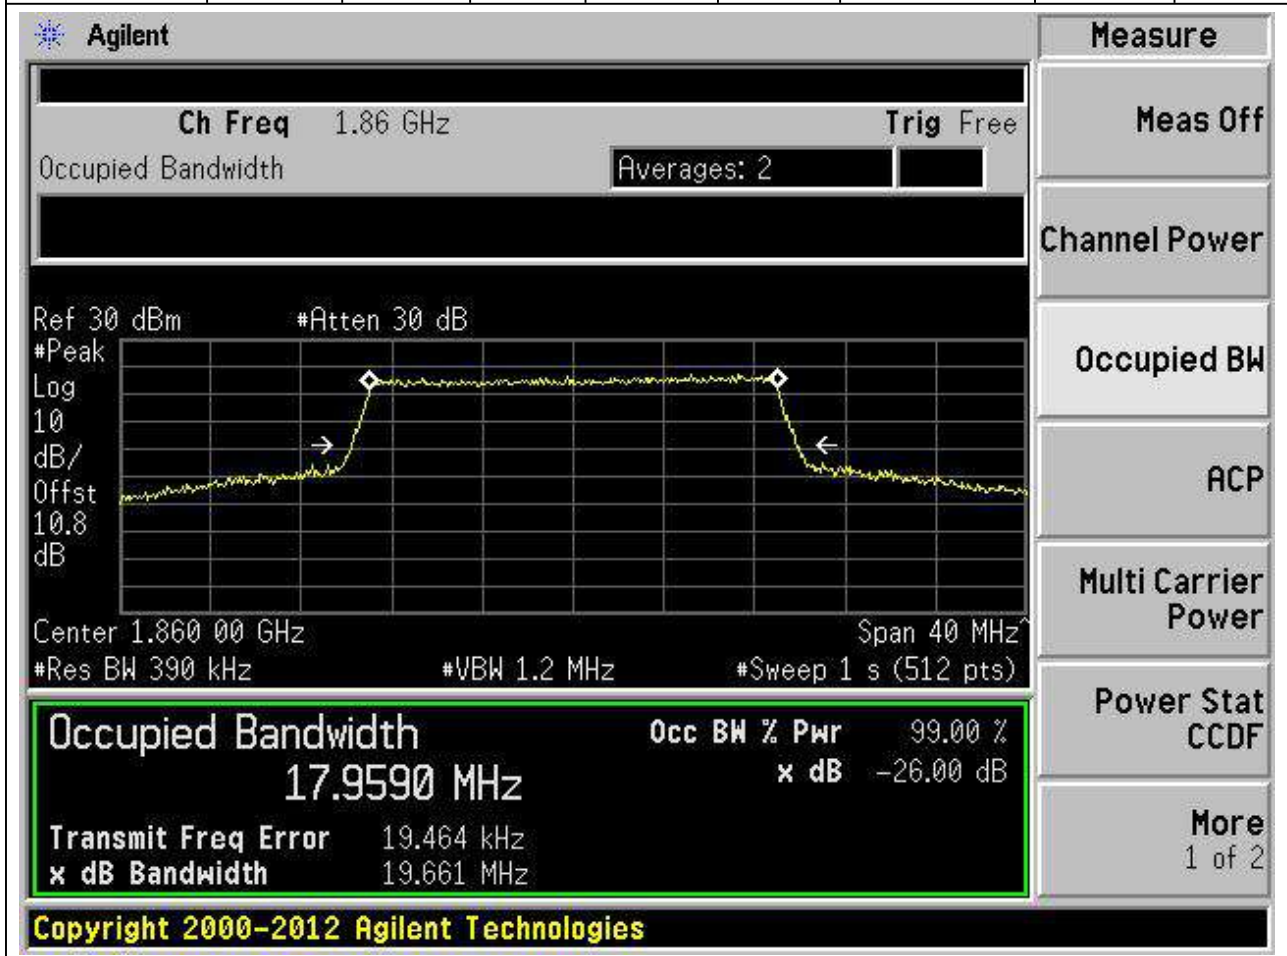 Agilent
Measure
Ch Freq 1.86 GHz Trig Free
Occupied Bandwidth Averages: 2
Ref 30 dBm #Atten 30 dB
#Peak
Log
10
dB/
Offst
10.8
dB
Center 1.860 00 GHz Span 40 MHz^
#Res BW 390 kHz #VBW 1.2 MHz #Sweep 1 s (512 pts)
Occupied Bandwidth Occ BW % Pwr 99.00 %
17.9590 MHz x dB -26.00 dB
Transmit Freq Error 19.464 kHz
x dB Bandwidth 19.661 MHz
Copyright 2000-2012 Agilent Technologies
Meas Off
Channel Power
Occupied BW
ACP
Multi Carrier
Power
Power Stat
CCDF
More
1 of 2